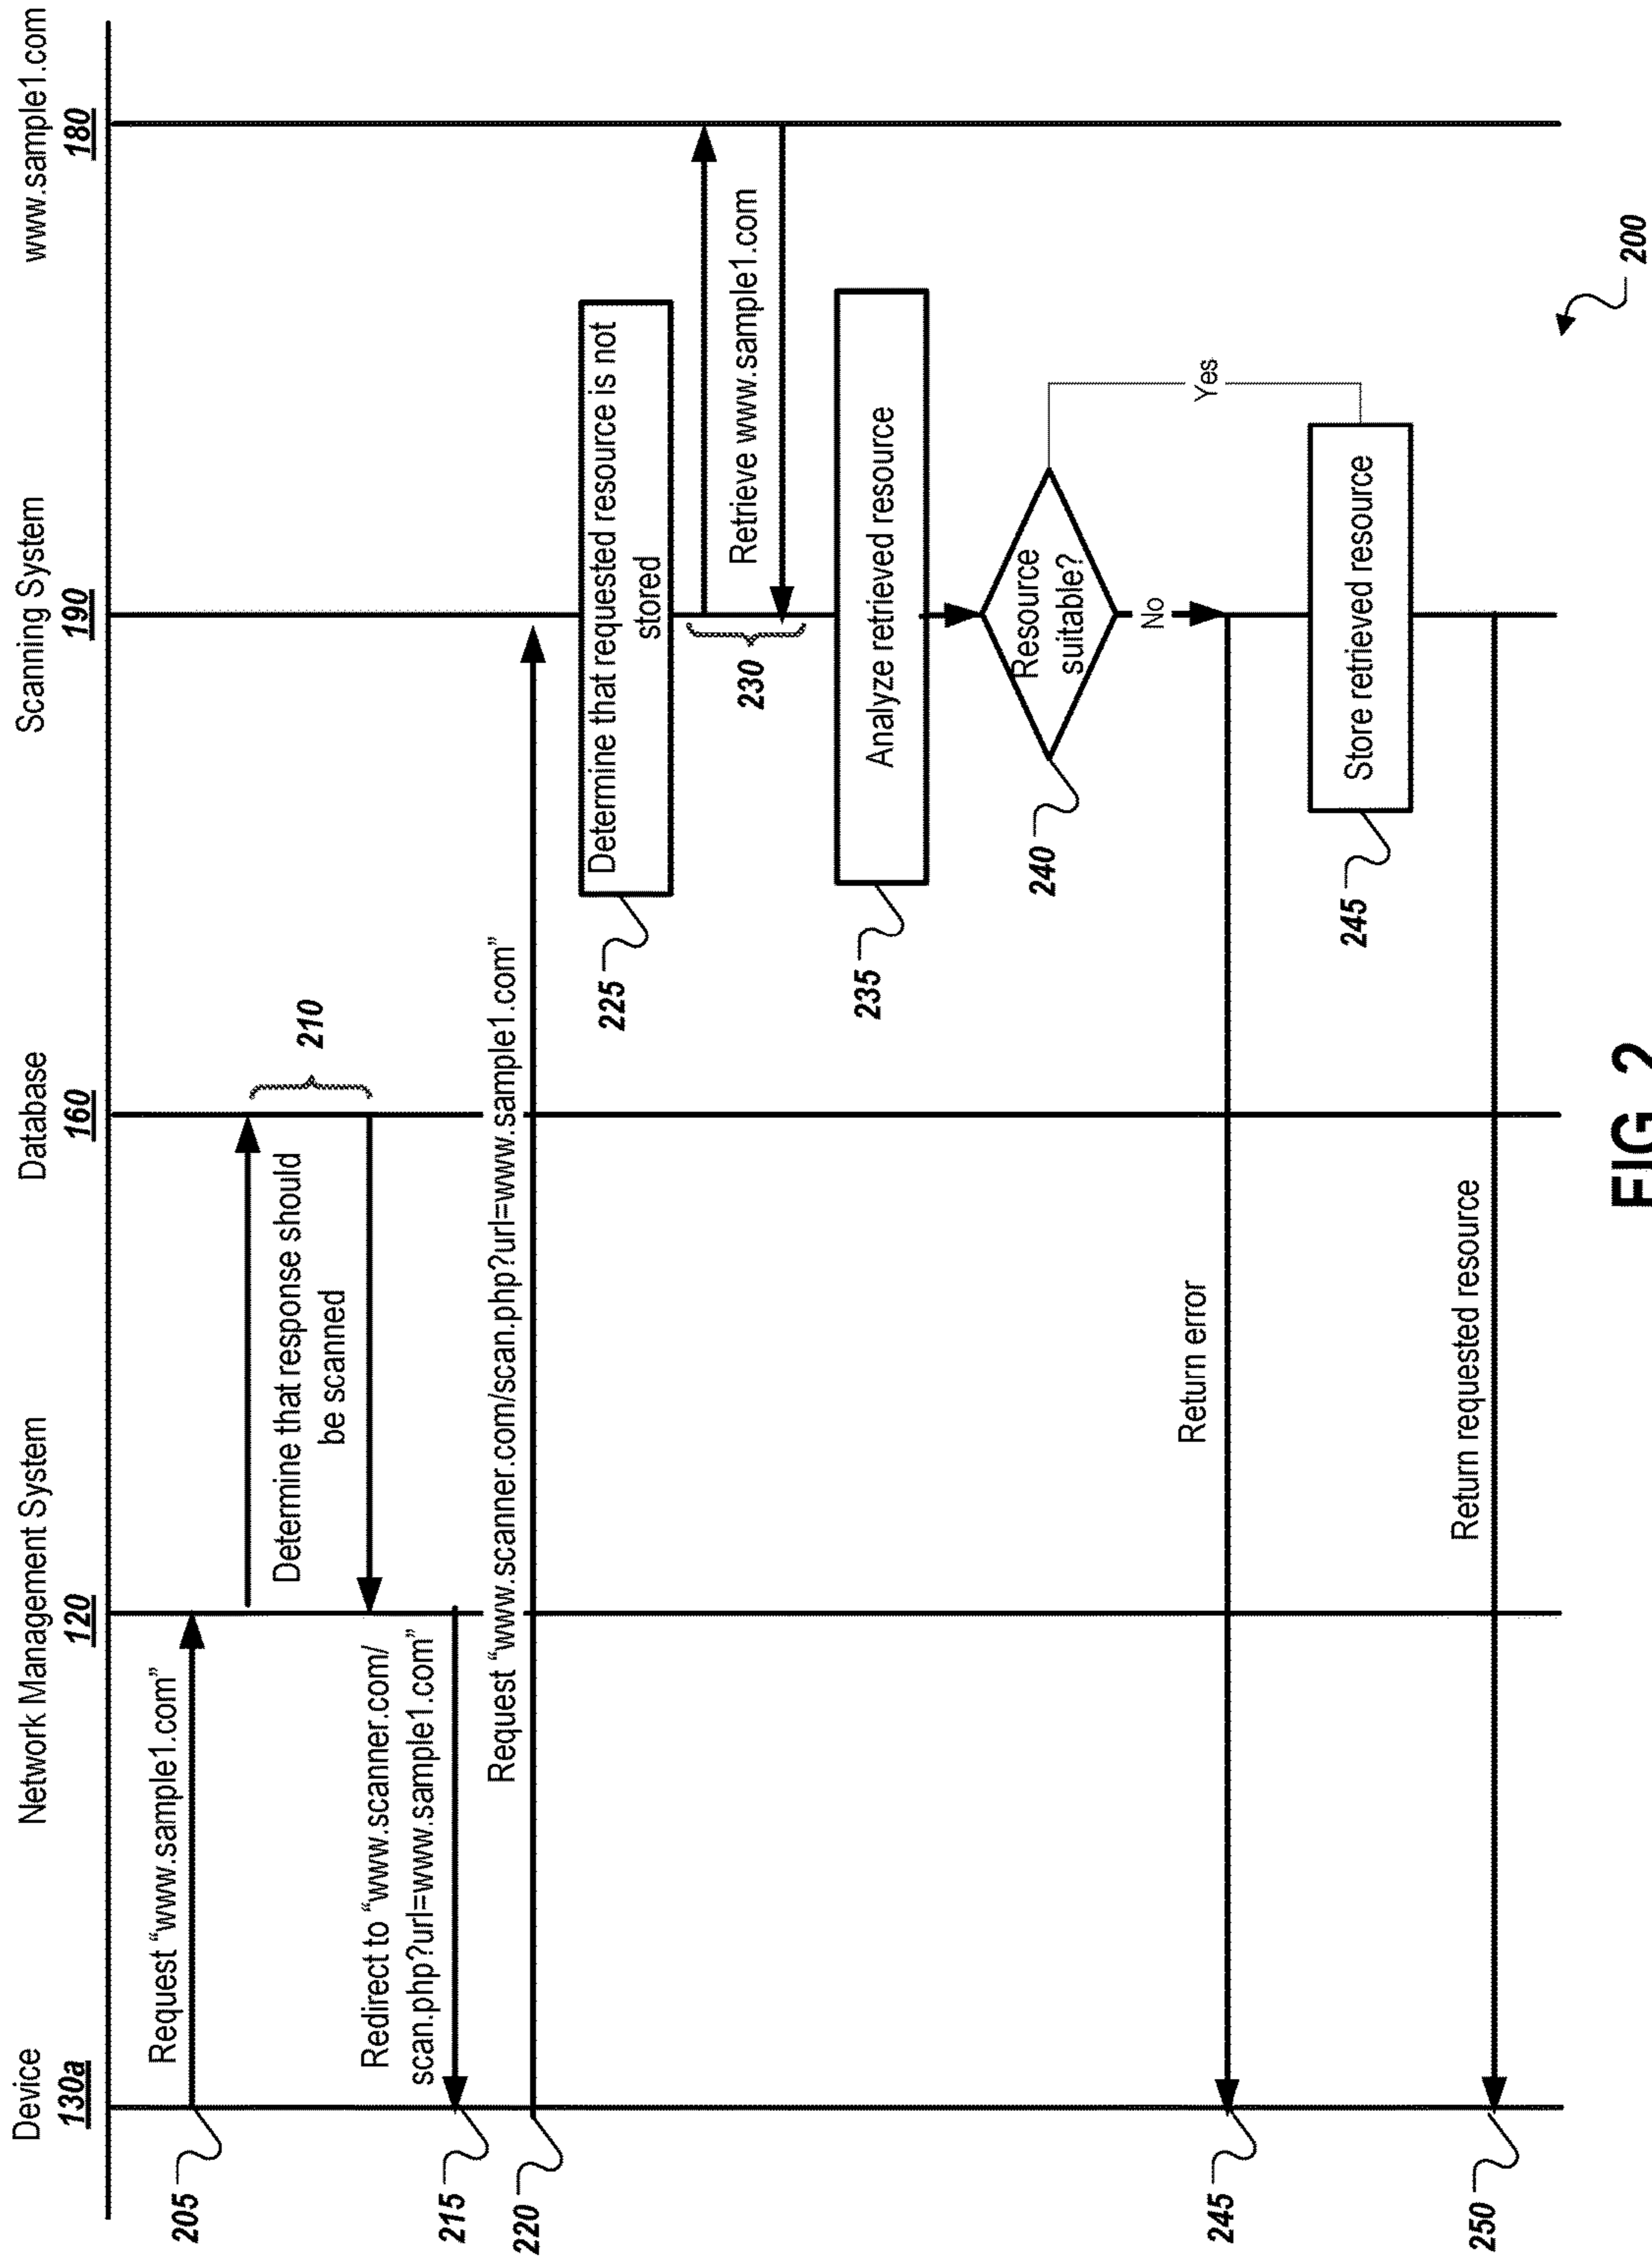 Device
130a
Network Management System
120
Database
160
Scanning System
190
www.sample1.com
180
Request “www.sample1.com”
205
Determine that response should
be scanned
210
Redirect to “www.scanner.com/
scan.php?url=www.sample1.com”
215
Request “www.scanner.com/scan.php?url=www.sample1.com”
220
Determine that requested resource is not
stored
225
Retrieve www.sample1.com
230
Analyze retrieved resource
235
Resource
suitable?
240
No
Yes
Return error
245
Store retrieved resource
245
Return requested resource
250
200
FIG. 2